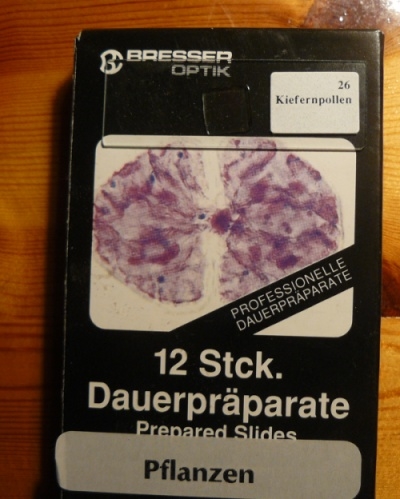 BRESSER
OPTIK
26
Kiefernpollen
PROFESSIONELLE
DAUERPRÄPARATE
12 Stck.
Dauerpräparate
Prepared Slides
Pflanzen